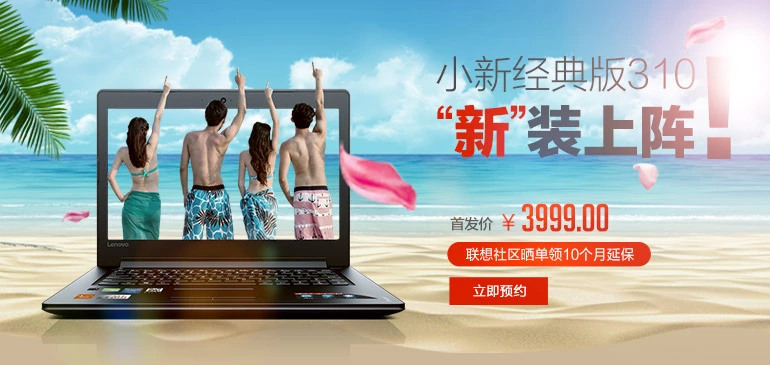 小新经典版310
“新”装上阵！
首发价 ¥ 3999.00
联想社区晒单领10个月延保
立即预约
Lenovo